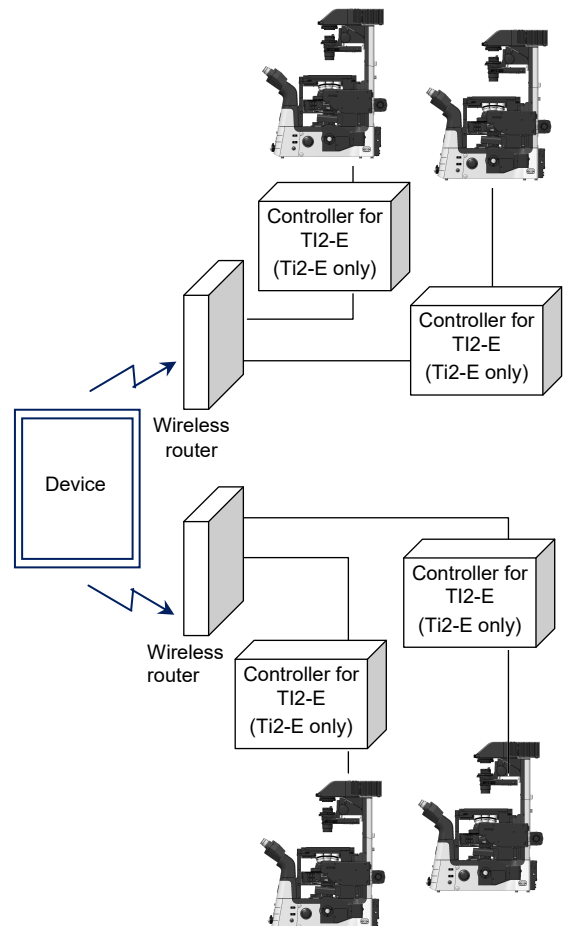 Controller for
TI2-E
(Ti2-E only)
Controller for
TI2-E
(Ti2-E only)
Wireless
router
Device
Controller for
TI2-E
(Ti2-E only)
Wireless
router
Controller for
TI2-E
(Ti2-E only)